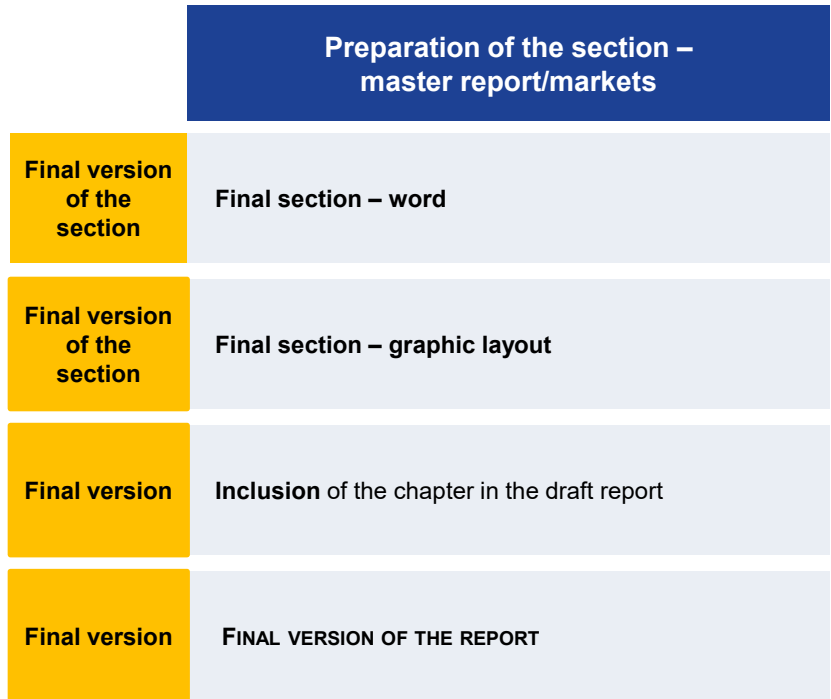 Preparation of the section –
master report/markets
Final version
of the
section
Final section – word
Final version
of the
section
Final section – graphic layout
Final version
Inclusion of the chapter in the draft report
Final version
FINAL VERSION OF THE REPORT